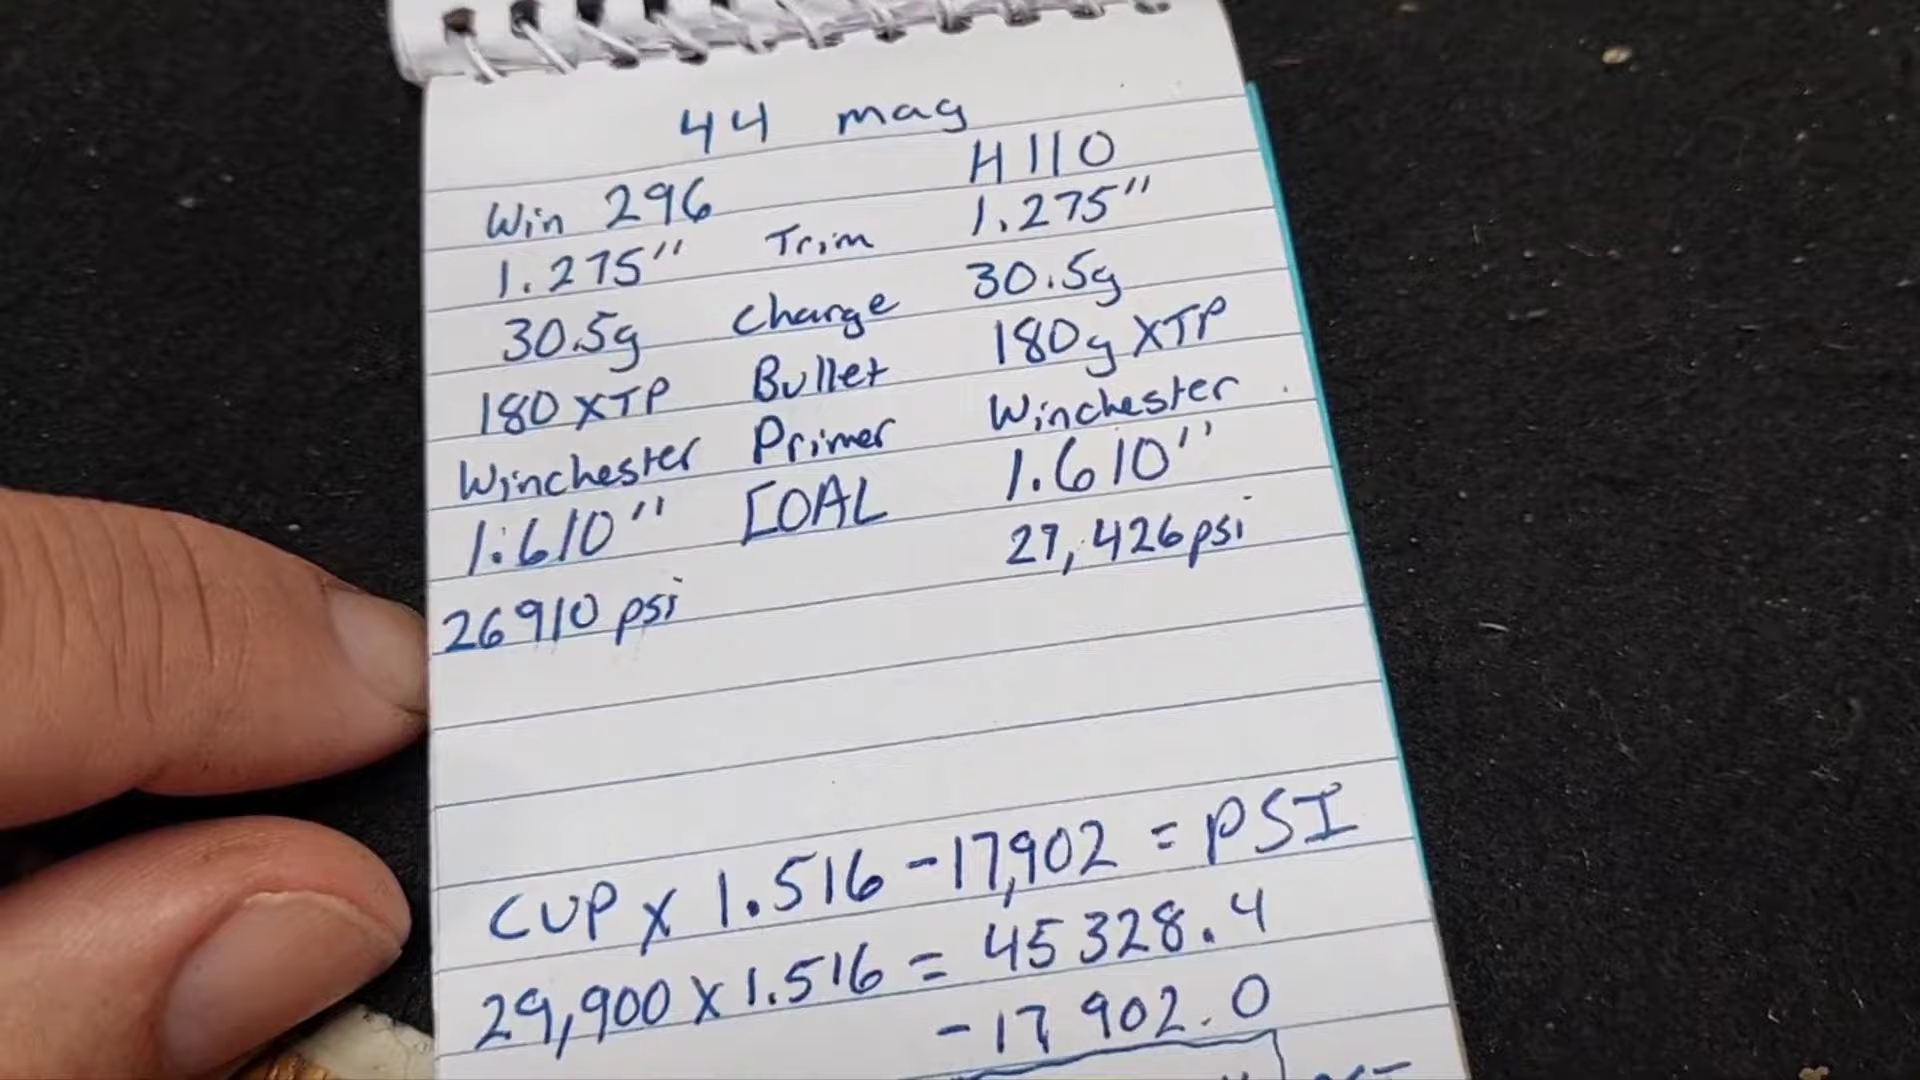 44 mag
Win 296 H110
1.275" Trim 1.275"
30.5g Charge 30.5g
180 XTP Bullet 180g XTP
Winchester Primer Winchester
1.610" COAL 1.610"
26910 psi 27,426 psi
CUP x 1.516 - 17,902 = PSI
29,900 x 1.516 = 45328.4
- 17902.0